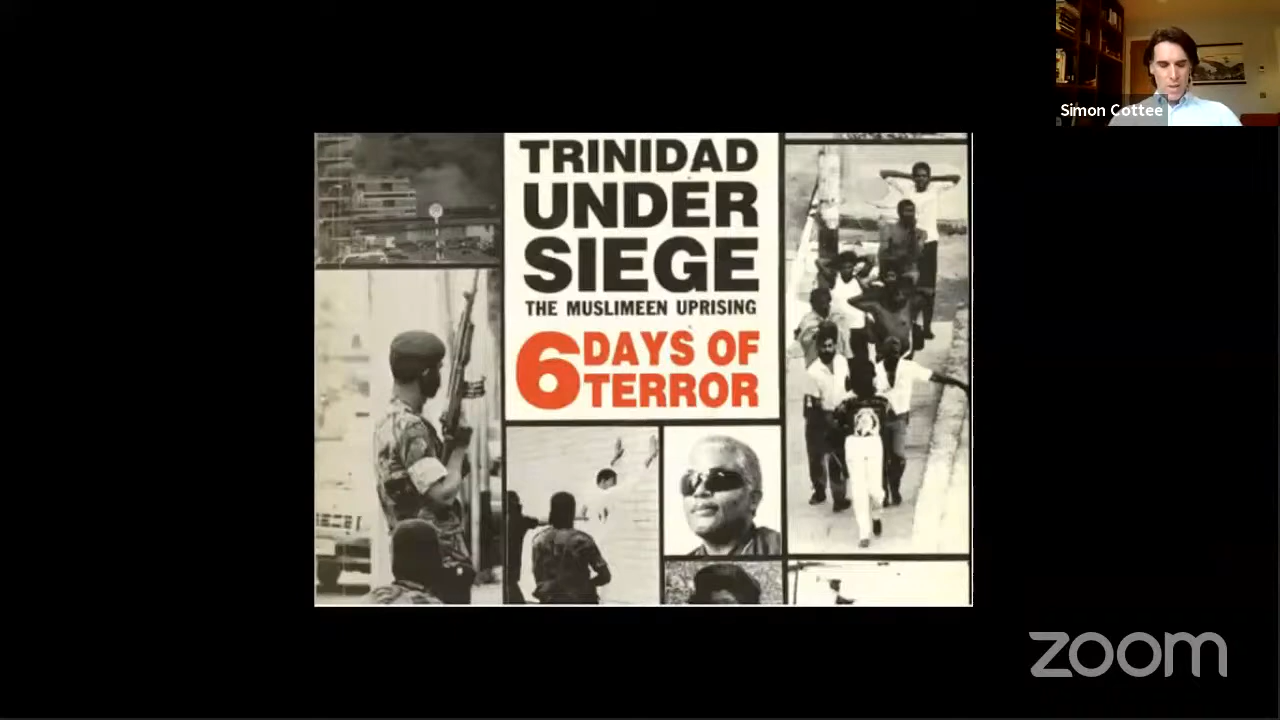 Simon Cottee
TRINIDAD
UNDER
SIEGE
THE MUSLIMEEN UPRISING
6 DAYS OF
TERROR
zoom